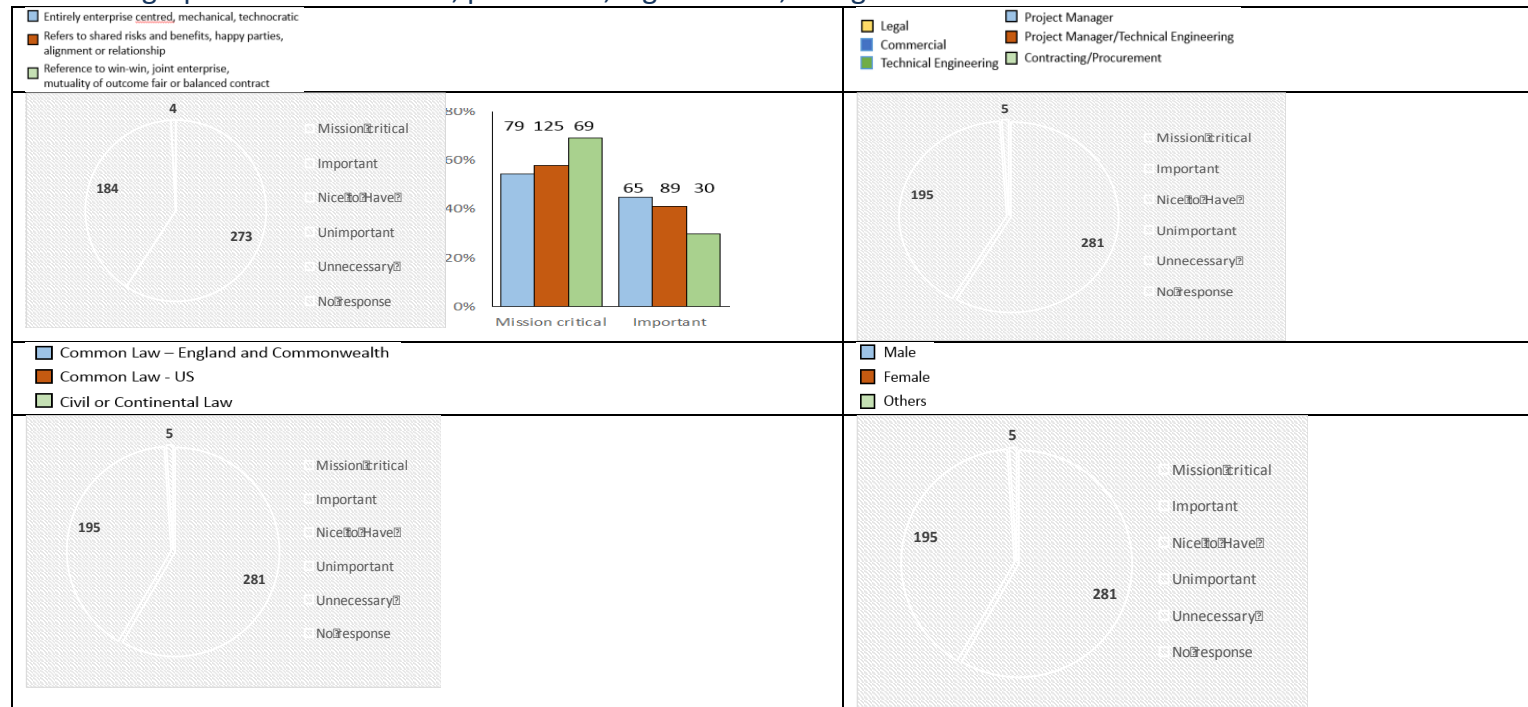 Entirely enterprise centred, mechanical, technocratic
Refers to shared risks and benefits, happy parties,
alignment or relationship
Reference to win-win, joint enterprise,
mutuality of outcome fair or balanced contract
Legal
Commercial
Technical Engineering
Project Manager
Project Manager/Technical Engineering
Contracting/Procurement
4
184
273
Mission critical
Important
Nice to Have
Unimportant
Unnecessary
No response
80%
60%
40%
20%
0%
79 125 69
65 89 30
Mission critical Important
5
195
281
Mission critical
Important
Nice to Have
Unimportant
Unnecessary
No response
Common Law – England and Commonwealth
Common Law - US
Civil or Continental Law
Male
Female
Others
5
195
281
Mission critical
Important
Nice to Have
Unimportant
Unnecessary
No response
5
195
281
Mission critical
Important
Nice to Have
Unimportant
Unnecessary
No response